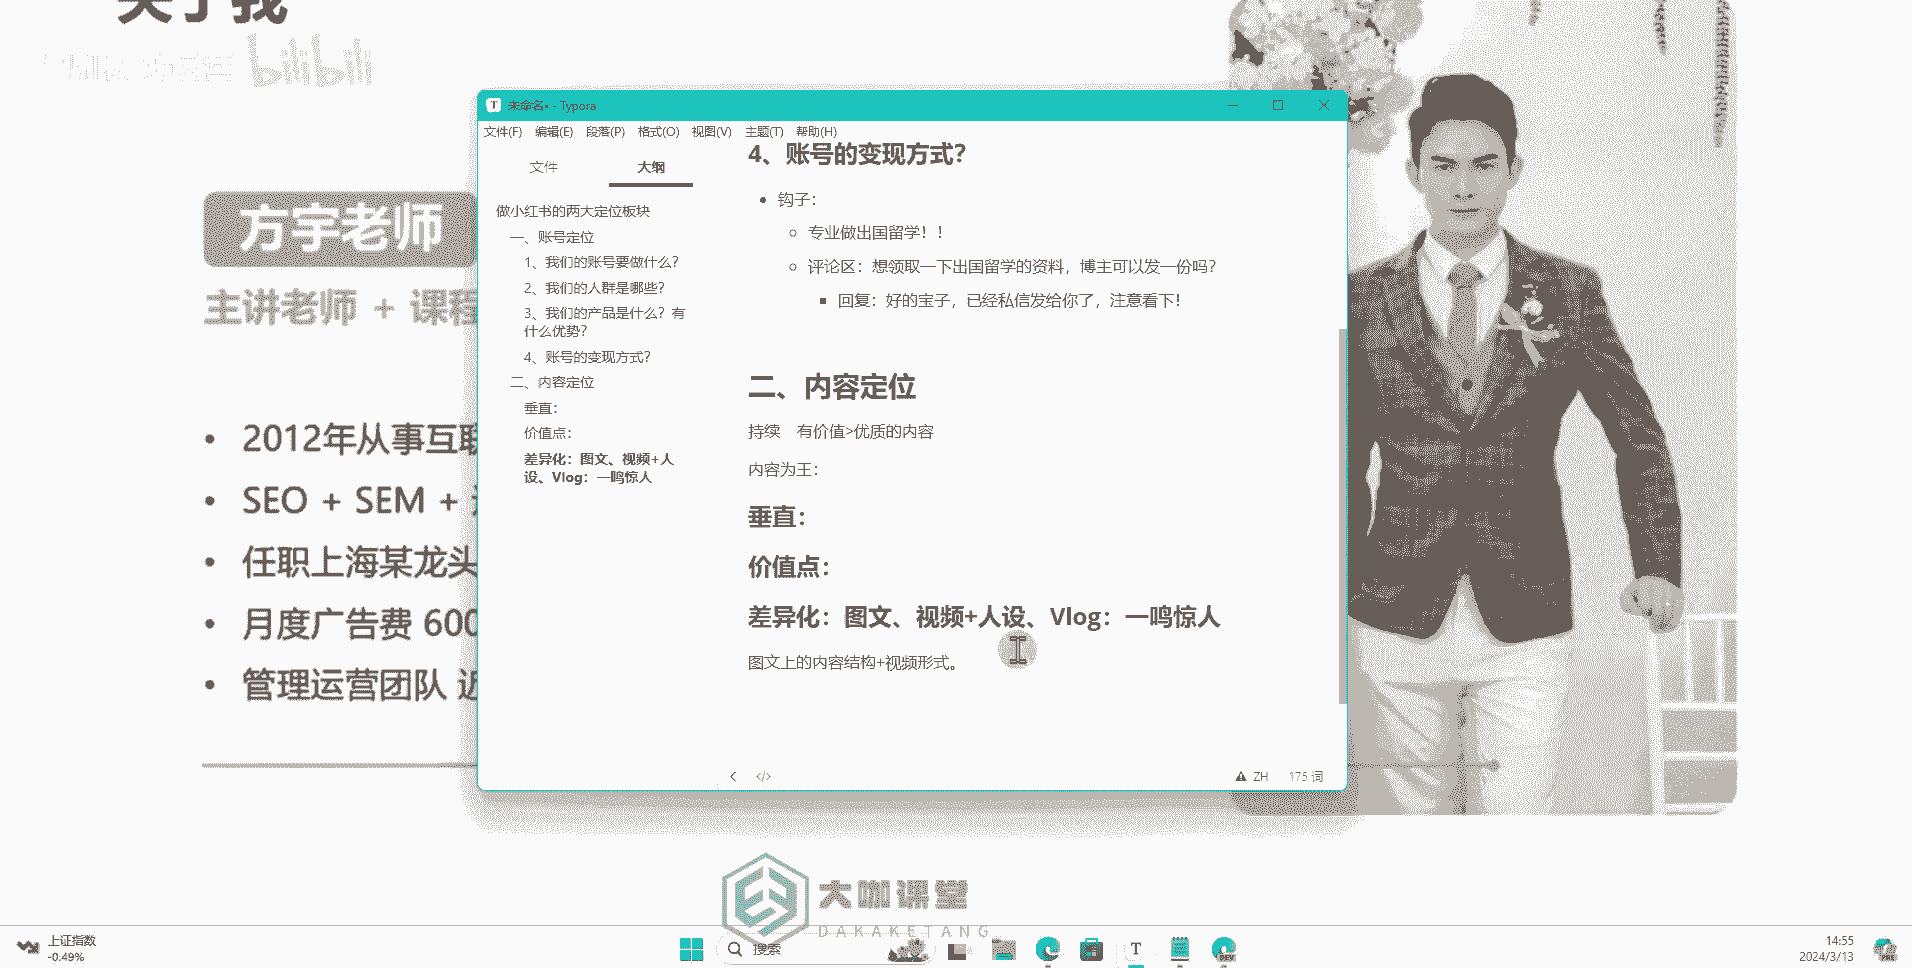 关于我
bilibili
方宇老师
主讲老师 + 课程
2012年从事互联
SEO + SEM +
任职上海某龙头
月度广告费 600
管理运营团队 近
未命名• - Typora
文件(F) 编辑(E) 段落(P) 格式(O) 视图(V) 主题(T) 帮助(H)
文件 大纲
做小红书的两大定位板块
一、账号定位
1、我们的账号要做什么？
2、我们的人群是哪些？
3、我们的产品是什么？有
什么优势？
4、账号的变现方式？
二、内容定位
垂直：
价值点：
差异化：图文、视频+人
设、Vlog：一鸣惊人
4、账号的变现方式？
钩子：
专业做出国留学！！
评论区：想领取一下出国留学的资料，博主可以发一份吗？
回复：好的宝子，已经私信发给你了，注意看下！
二、内容定位
持续 有价值>优质的内容
内容为王：
垂直：
价值点：
差异化：图文、视频+人设、Vlog：一鸣惊人
图文上的内容结构+视频形式。
ZH 175 词
大咖课堂
DAKAKETANG
上证指数
-0.49%
搜索
14:55
2024/3/13